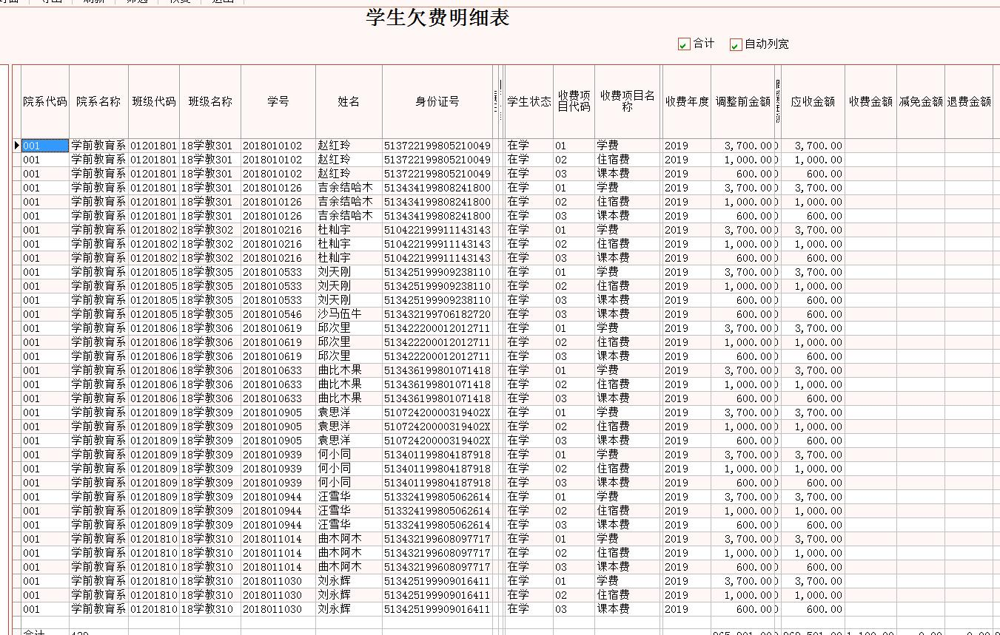 学生欠费明细表
合计 自动列宽
院系代码 院系名称 班级代码 班级名称 学号 姓名 身份证号 学生状态 收费项目代码 收费项目名称 收费年度 调整前金额 应收金额 收费金额 减免金额 退费金额
001 学前教育系 01201801 18学教301 2018010102 赵红玲 513722199805210049 在学 01 学费 2019 3,700.00 3,700.00
001 学前教育系 01201801 18学教301 2018010102 赵红玲 513722199805210049 在学 02 住宿费 2019 1,000.00 1,000.00
001 学前教育系 01201801 18学教301 2018010102 赵红玲 513722199805210049 在学 03 课本费 2019 600.00 600.00
001 学前教育系 01201801 18学教301 2018010126 吉余结哈木 513434199808241800 在学 01 学费 2019 3,700.00 3,700.00
001 学前教育系 01201801 18学教301 2018010126 吉余结哈木 513434199808241800 在学 02 住宿费 2019 1,000.00 1,000.00
001 学前教育系 01201801 18学教301 2018010126 吉余结哈木 513434199808241800 在学 03 课本费 2019 600.00 600.00
001 学前教育系 01201802 18学教302 2018010216 杜灿宇 510422199911143143 在学 01 学费 2019 3,700.00 3,700.00
001 学前教育系 01201802 18学教302 2018010216 杜灿宇 510422199911143143 在学 02 住宿费 2019 1,000.00 1,000.00
001 学前教育系 01201802 18学教302 2018010216 杜灿宇 510422199911143143 在学 03 课本费 2019 600.00 600.00
001 学前教育系 01201805 18学教305 2018010533 刘天刚 513425199909238110 在学 01 学费 2019 3,700.00 3,700.00
001 学前教育系 01201805 18学教305 2018010533 刘天刚 513425199909238110 在学 02 住宿费 2019 1,000.00 1,000.00
001 学前教育系 01201805 18学教305 2018010533 刘天刚 513425199909238110 在学 03 课本费 2019 600.00 600.00
001 学前教育系 01201805 18学教305 2018010546 沙马伍牛 513432199706182720 在学 03 课本费 2019 600.00 600.00
001 学前教育系 01201806 18学教306 2018010619 邱次里 513422200012012711 在学 01 学费 2019 3,700.00 3,700.00
001 学前教育系 01201806 18学教306 2018010619 邱次里 513422200012012711 在学 02 住宿费 2019 1,000.00 1,000.00
001 学前教育系 01201806 18学教306 2018010619 邱次里 513422200012012711 在学 03 课本费 2019 600.00 600.00
001 学前教育系 01201806 18学教306 2018010633 曲比木果 513436199801071418 在学 01 学费 2019 3,700.00 3,700.00
001 学前教育系 01201806 18学教306 2018010633 曲比木果 513436199801071418 在学 02 住宿费 2019 1,000.00 1,000.00
001 学前教育系 01201806 18学教306 2018010633 曲比木果 513436199801071418 在学 03 课本费 2019 600.00 600.00
001 学前教育系 01201809 18学教309 2018010905 袁思洋 51072420000319402X 在学 01 学费 2019 3,700.00 3,700.00
001 学前教育系 01201809 18学教309 2018010905 袁思洋 51072420000319402X 在学 02 住宿费 2019 1,000.00 1,000.00
001 学前教育系 01201809 18学教309 2018010905 袁思洋 51072420000319402X 在学 03 课本费 2019 600.00 600.00
001 学前教育系 01201809 18学教309 2018010939 何小同 513401199804187918 在学 01 学费 2019 3,700.00 3,700.00
001 学前教育系 01201809 18学教309 2018010939 何小同 513401199804187918 在学 02 住宿费 2019 1,000.00 1,000.00
001 学前教育系 01201809 18学教309 2018010939 何小同 513401199804187918 在学 03 课本费 2019 600.00 600.00
001 学前教育系 01201809 18学教309 2018010944 汪雪华 513324199805062614 在学 01 学费 2019 3,700.00 3,700.00
001 学前教育系 01201809 18学教309 2018010944 汪雪华 513324199805062614 在学 02 住宿费 2019 1,000.00 1,000.00
001 学前教育系 01201809 18学教309 2018010944 汪雪华 513324199805062614 在学 03 课本费 2019 600.00 600.00
001 学前教育系 01201810 18学教310 2018011014 曲木阿木 513432199608097717 在学 01 学费 2019 3,700.00 3,700.00
001 学前教育系 01201810 18学教310 2018011014 曲木阿木 513432199608097717 在学 02 住宿费 2019 1,000.00 1,000.00
001 学前教育系 01201810 18学教310 2018011014 曲木阿木 513432199608097717 在学 03 课本费 2019 600.00 600.00
001 学前教育系 01201810 18学教310 2018011030 刘永辉 513425199909016411 在学 01 学费 2019 3,700.00 3,700.00
001 学前教育系 01201810 18学教310 2018011030 刘永辉 513425199909016411 在学 02 住宿费 2019 1,000.00 1,000.00
001 学前教育系 01201810 18学教310 2018011030 刘永辉 513425199909016411 在学 03 课本费 2019 600.00 600.00
合计